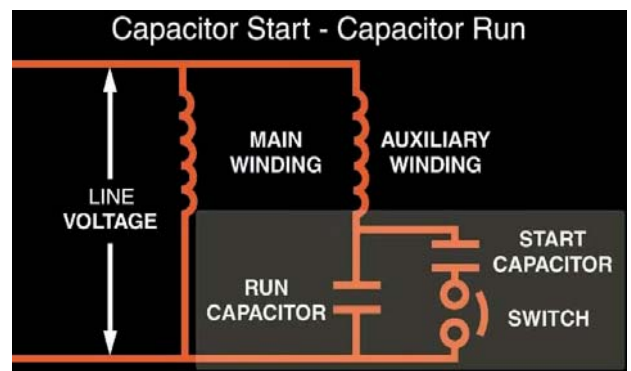 Capacitor Start - Capacitor Run
MAIN
WINDING
AUXILIARY
WINDING
LINE
VOLTAGE
START
CAPACITOR
RUN
CAPACITOR
SWITCH